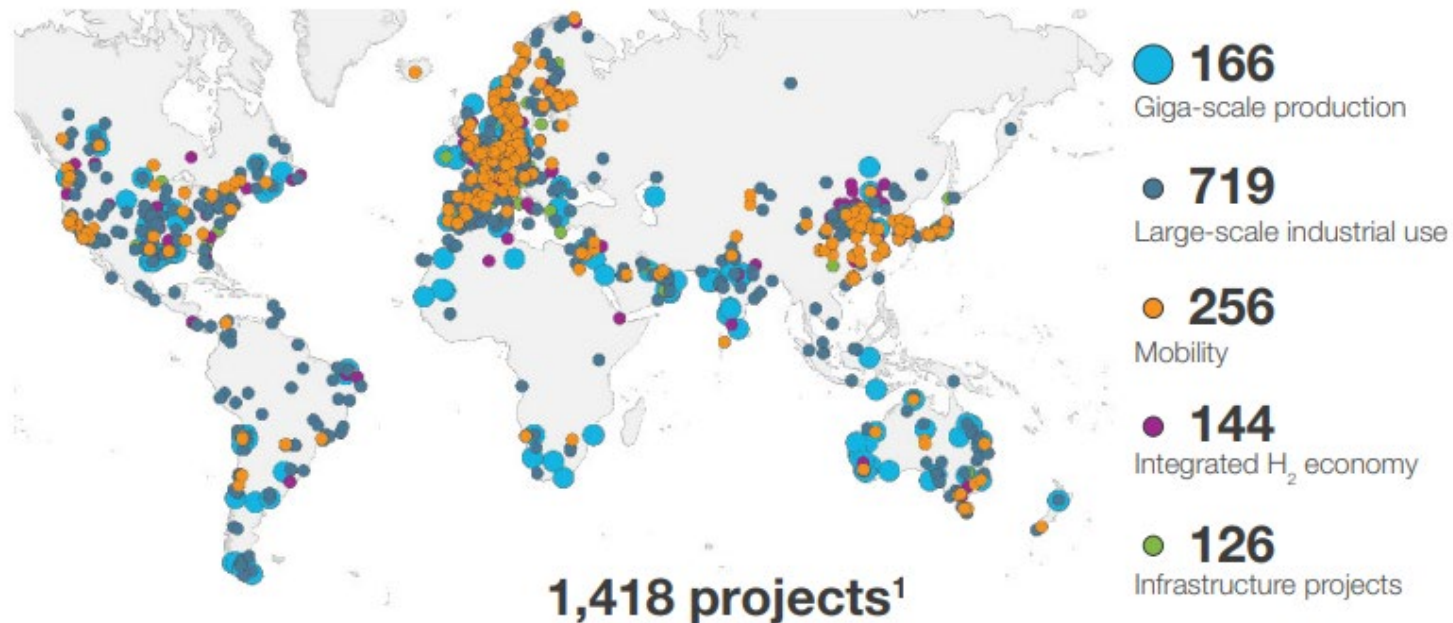 166
Giga-scale production
719
Large-scale industrial use
256
Mobility
144
Integrated H₂ economy
126
Infrastructure projects
1,418 projects¹